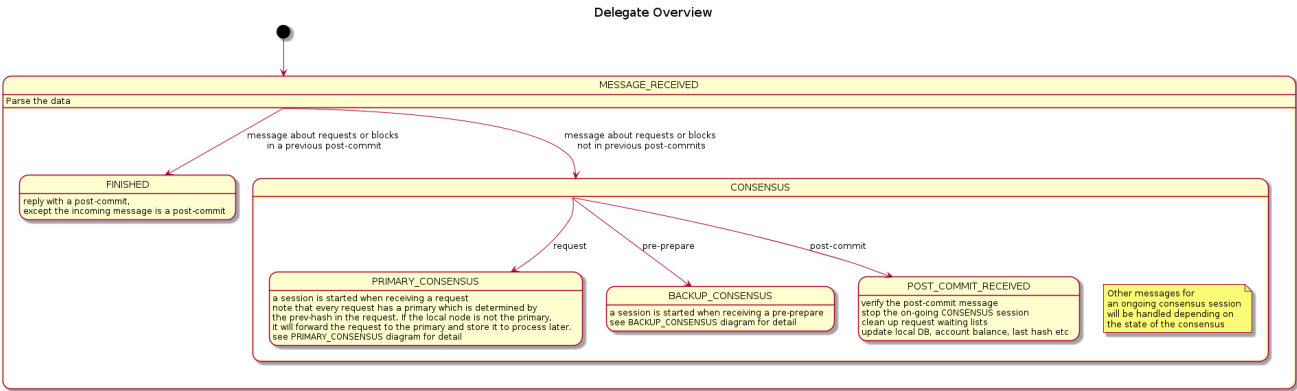 Delegate Overview
MESSAGE_RECEIVED
Parse the data
message about requests or blocks
in a previous post-commit
message about requests or blocks
not in previous post-commits
FINISHED
reply with a post-commit,
except the incoming message is a post-commit
CONSENSUS
request
pre-prepare
post-commit
PRIMARY_CONSENSUS
a session is started when receiving a request
note that every request has a primary which is determined by
the prev-hash in the request. If the local node is not the primary,
it will forward the request to the primary and store it to process later.
see PRIMARY_CONSENSUS diagram for detail
BACKUP_CONSENSUS
a session is started when receiving a pre-prepare
see BACKUP_CONSENSUS diagram for detail
POST_COMMIT_RECEIVED
verify the post-commit message
stop the on-going CONSENSUS session
clean up request waiting lists
update local DB, account balance, last hash etc
Other messages for
an ongoing consensus session
will be handled depending on
the state of the consensus